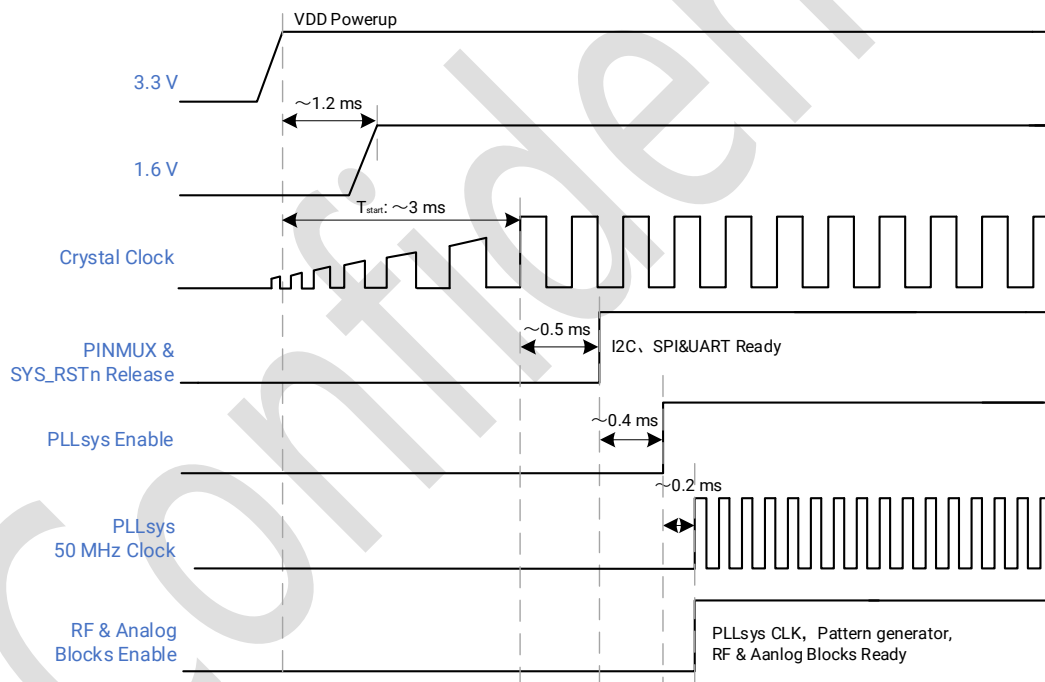 VDD Powerup
3.3 V
~1.2 ms
1.6 V
Tstart: ~3 ms
Crystal Clock
~0.5 ms
I2C、SPI&UART Ready
PINMUX &
SYS_RSTn Release
~0.4 ms
PLLsys Enable
~0.2 ms
PLLsys
50 MHz Clock
RF & Analog
Blocks Enable
PLLsys CLK，Pattern generator,
RF & Aanlog Blocks Ready
Confiden